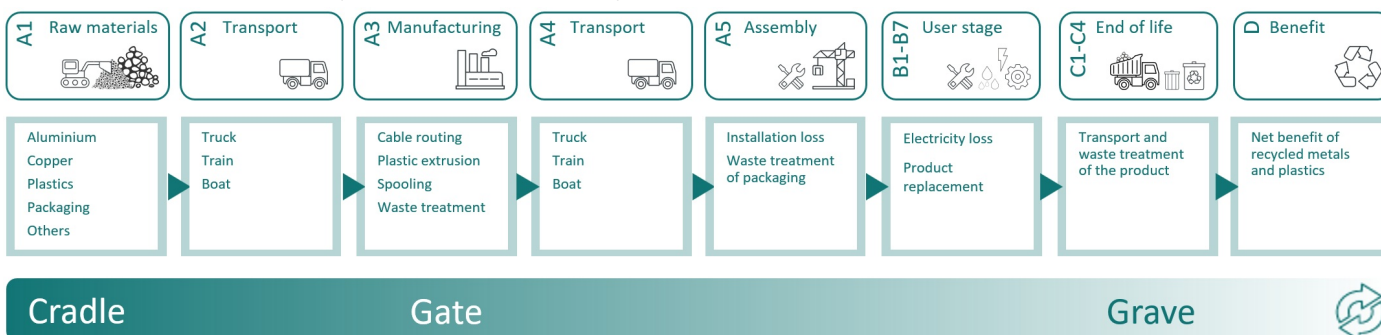 A1 Raw materials
A2 Transport
A3 Manufacturing
A4 Transport
A5 Assembly
B1-B7 User stage
C1-C4 End of life
D Benefit
Aluminium
Copper
Plastics
Packaging
Others
Truck
Train
Boat
Cable routing
Plastic extrusion
Spooling
Waste treatment
Truck
Train
Boat
Installation loss
Waste treatment
of packaging
Electricity loss
Product
replacement
Transport and
waste treatment
of the product
Net benefit of
recycled metals
and plastics
Cradle
Gate
Grave